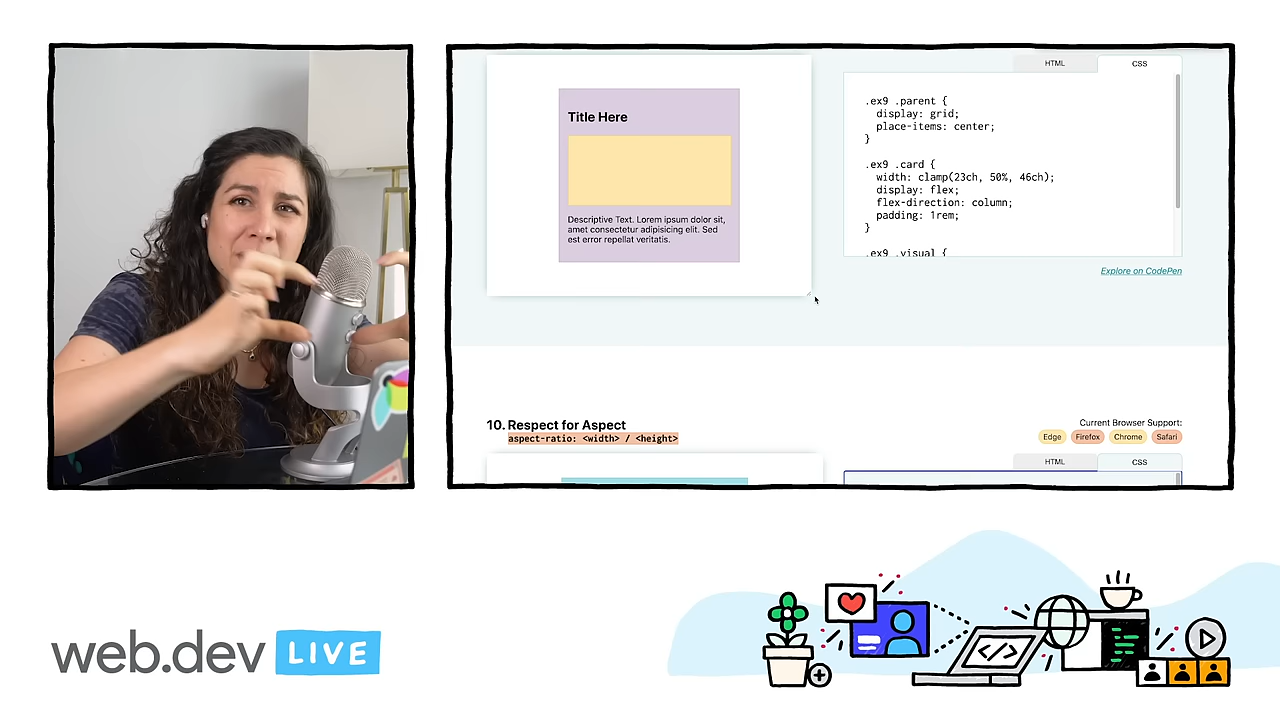 Title Here
Descriptive Text. Lorem ipsum dolor sit,
amet consectetur adipisicing elit. Sed
est error repellat veritatis.
HTML
CSS
.ex9 .parent {
display: grid;
place-items: center;
}
.ex9 .card {
width: clamp(23ch, 50%, 46ch);
display: flex;
flex-direction: column;
padding: 1rem;
}
.ex9 .visual {
Explore on CodePen
10. Respect for Aspect
aspect-ratio: <width> / <height>
Current Browser Support:
Edge Firefox Chrome Safari
HTML
CSS
web.dev LIVE
</>